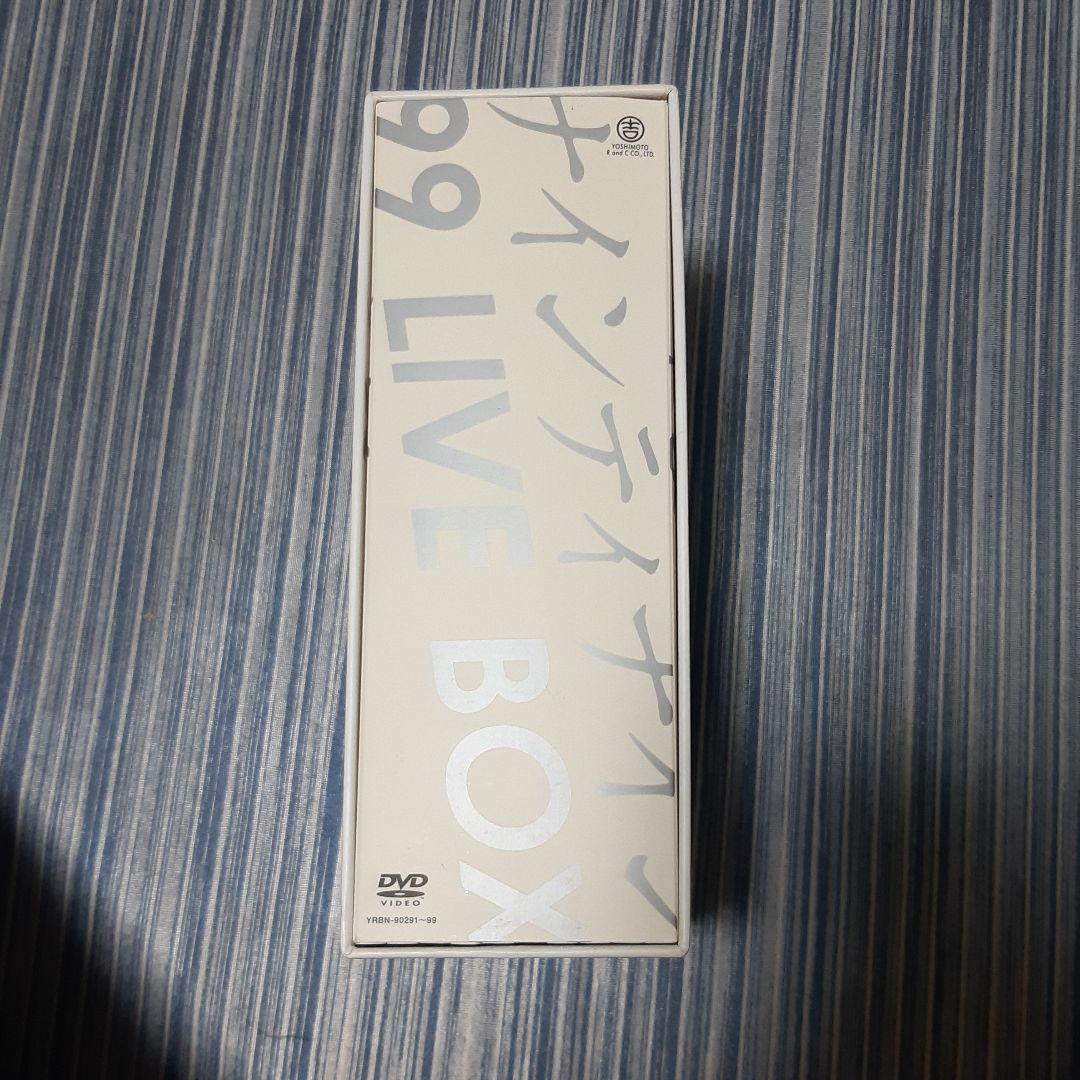 ナインティナイン
99 LIVE BOX
YOSHIMOTO
R and C CO., LTD.
DVD
VIDEO
YRBN-90291～99